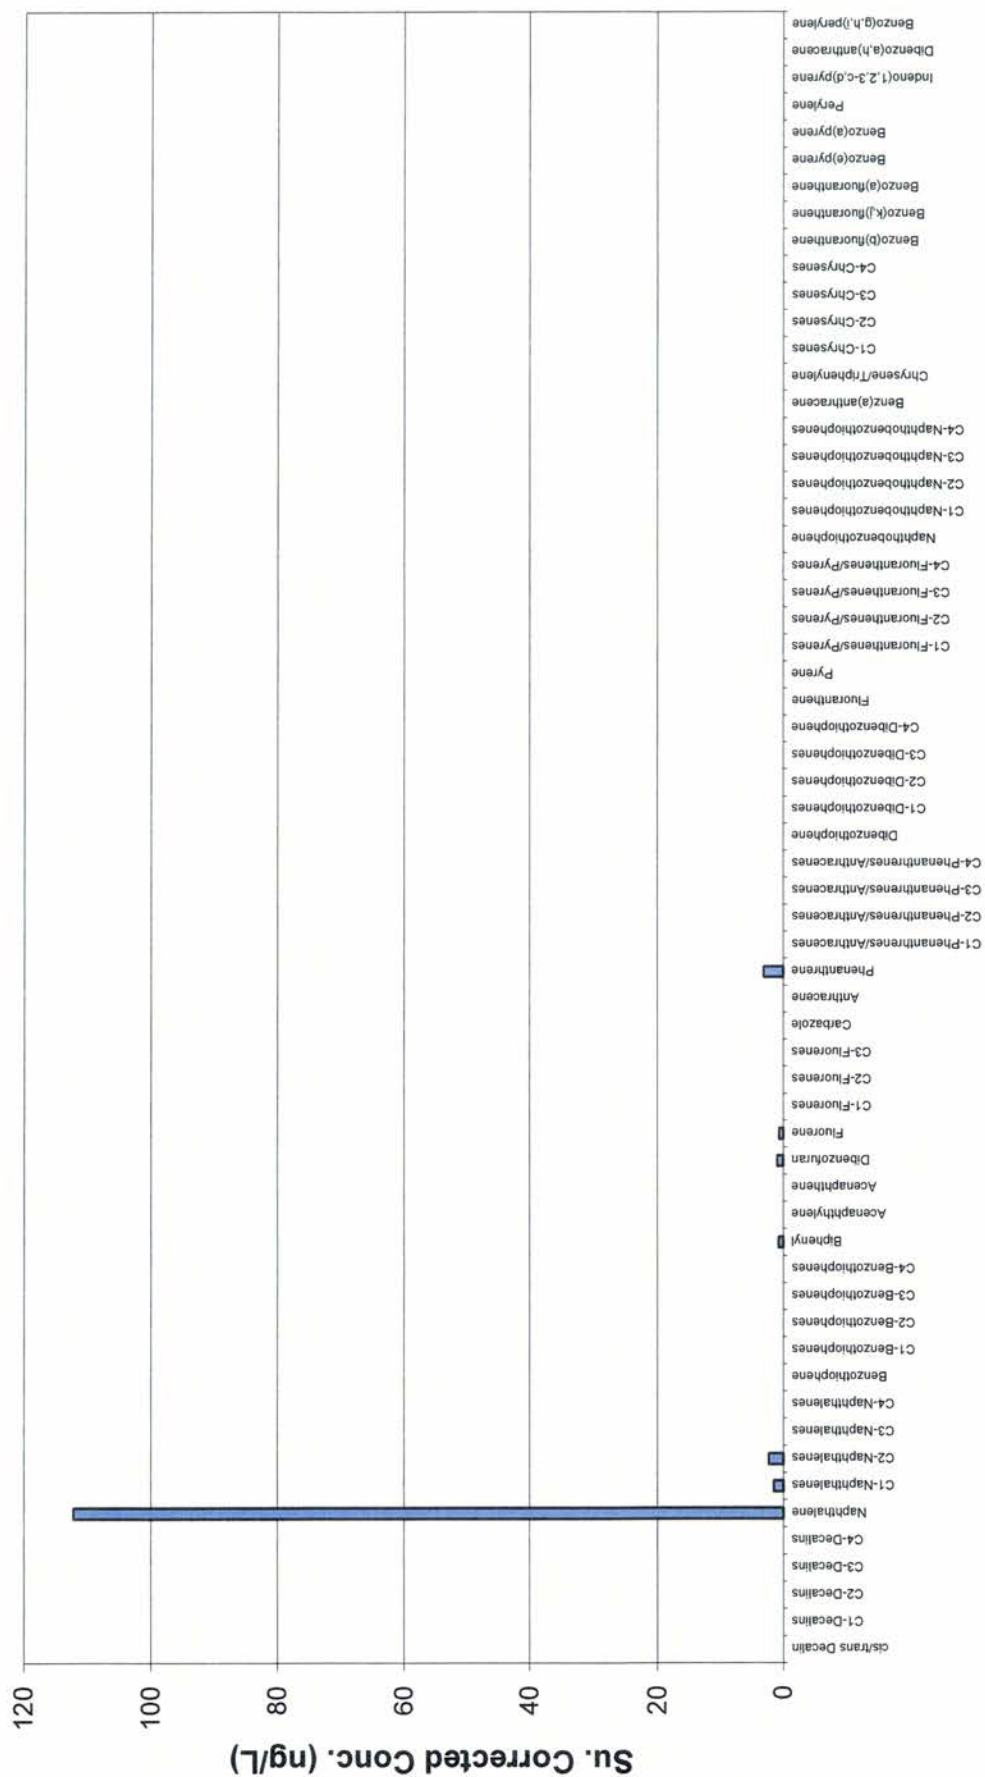 Su. Corrected Conc. (ng/L)
120
100
80
60
40
20
0
cis/trans Decalin
C1-Decalins
C2-Decalins
C3-Decalins
C4-Decalins
Naphthalene
C1-Naphthalenes
C2-Naphthalenes
C3-Naphthalenes
C4-Naphthalenes
Benzothiophene
C1-Benzothiophenes
C2-Benzothiophenes
C3-Benzothiophenes
C4-Benzothiophenes
Biphenyl
Acenaphthylene
Acenaphthene
Dibenzofuran
Fluorene
C1-Fluorenes
C2-Fluorenes
C3-Fluorenes
Carbazole
Anthracene
Phenanthrene
C1-Phenanthrenes/Anthracenes
C2-Phenanthrenes/Anthracenes
C3-Phenanthrenes/Anthracenes
C4-Phenanthrenes/Anthracenes
Dibenzothiophene
C1-Dibenzothiophenes
C2-Dibenzothiophenes
C3-Dibenzothiophenes
C4-Dibenzothiophene
Fluoranthene
Pyrene
C1-Fluoranthenes/Pyrenes
C2-Fluoranthenes/Pyrenes
C3-Fluoranthenes/Pyrenes
C4-Fluoranthenes/Pyrenes
Naphthobenzothiophene
C1-Naphthobenzothiophenes
C2-Naphthobenzothiophenes
C3-Naphthobenzothiophenes
C4-Naphthobenzothiophenes
Benz(a)anthracene
Chrysene/Triphenylene
C1-Chrysenes
C2-Chrysenes
C3-Chrysenes
C4-Chrysenes
Benzo(b)fluoranthene
Benzo(k,j)fluoranthene
Benzo(a)fluoranthene
Benzo(e)pyrene
Benzo(a)pyrene
Perylene
Indeno(1,2,3-c,d)pyrene
Dibenzo(a,h)anthracene
Benzo(g,h,i)perylene